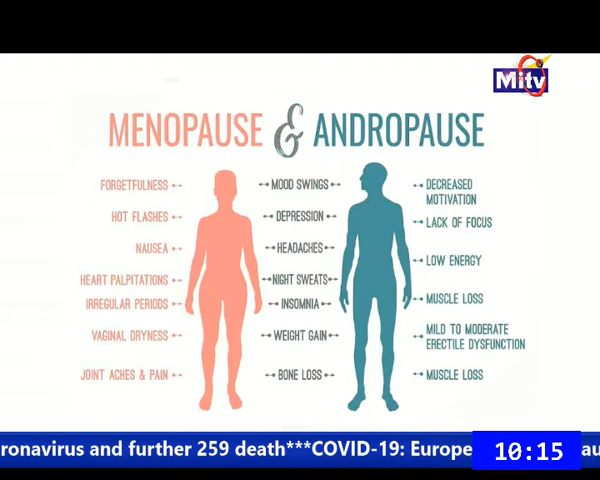 Mitv
MENOPAUSE & ANDROPAUSE
FORGETFULNESS
HOT FLASHES
NAUSEA
HEART PALPITATIONS
IRREGULAR PERIODS
VAGINAL DRYNESS
JOINT ACHES & PAIN
MOOD SWINGS
DEPRESSION
HEADACHES
NIGHT SWEATS
INSOMNIA
WEIGHT GAIN
BONE LOSS
DECREASED
MOTIVATION
LACK OF FOCUS
LOW ENERGY
MUSCLE LOSS
MILD TO MODERATE
ERECTILE DYSFUNCTION
MUSCLE LOSS
ronavirus and further 259 death***COVID-19: Europe
10:15
au